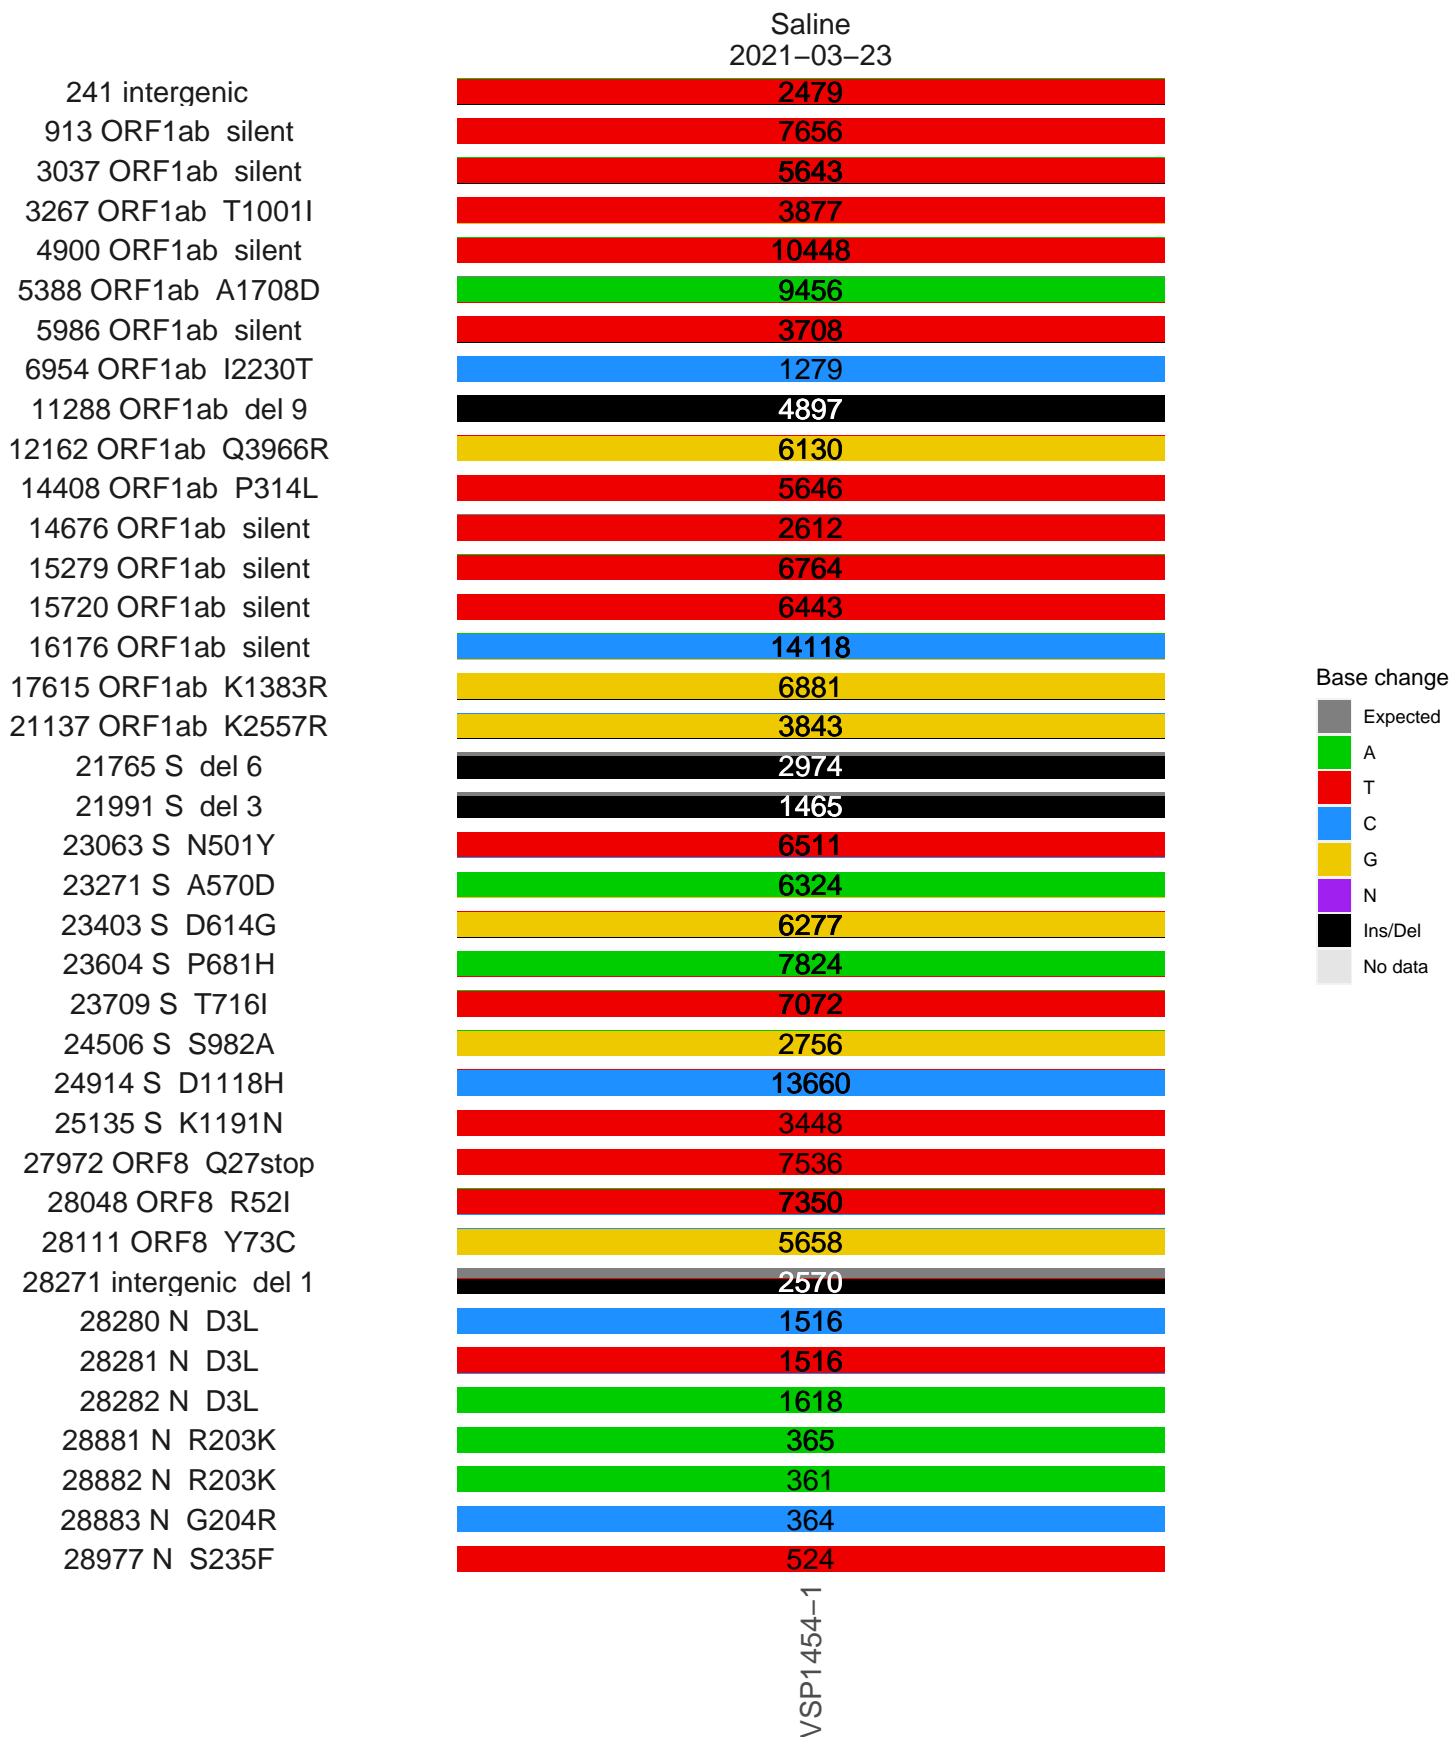 Saline
2021−03−23
241 intergenic 2479
913 ORF1ab silent 7656
3037 ORF1ab silent 5643
3267 ORF1ab T1001I 3877
4900 ORF1ab silent 10448
5388 ORF1ab A1708D 9456
5986 ORF1ab silent 3708
6954 ORF1ab I2230T 1279
11288 ORF1ab del 9 4897
12162 ORF1ab Q3966R 6130
14408 ORF1ab P314L 5646
14676 ORF1ab silent 2612
15279 ORF1ab silent 6764
15720 ORF1ab silent 6443
16176 ORF1ab silent 14118
17615 ORF1ab K1383R 6881
21137 ORF1ab K2557R 3843
21765 S del 6 2974
21991 S del 3 1465
23063 S N501Y 6511
23271 S A570D 6324
23403 S D614G 6277
23604 S P681H 7824
23709 S T716I 7072
24506 S S982A 2756
24914 S D1118H 13660
25135 S K1191N 3448
27972 ORF8 Q27stop 7536
28048 ORF8 R52I 7350
28111 ORF8 Y73C 5658
28271 intergenic del 1 2570
28280 N D3L 1516
28281 N D3L 1516
28282 N D3L 1618
28881 N R203K 365
28882 N R203K 361
28883 N G204R 364
28977 N S235F 524
VSP1454−1
Base change
Expected
A
T
C
G
N
Ins/Del
No data